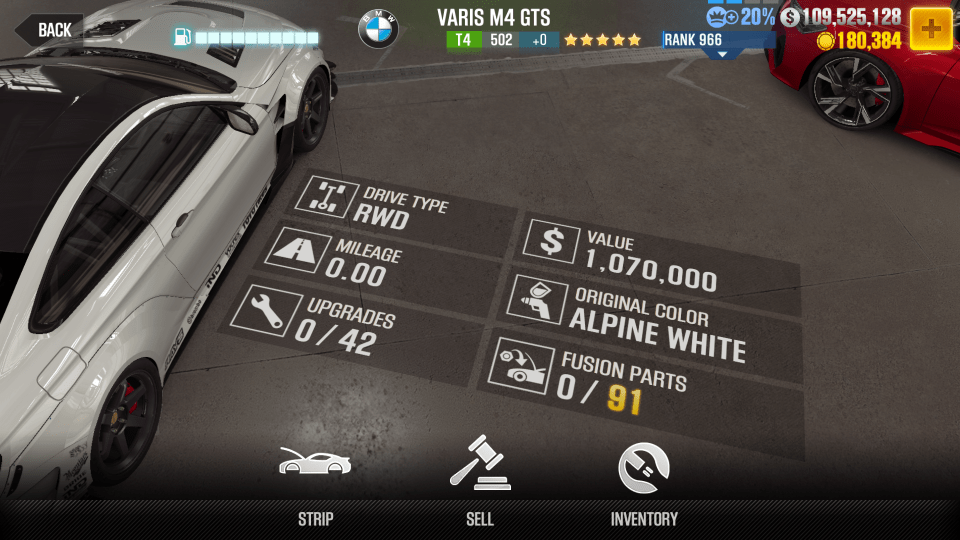 BACK
BMW
VARIS M4 GTS
T4 502 +0
RANK 966
20%
109,525,128
180,384
DRIVE TYPE
RWD
MILEAGE
0.00
UPGRADES
0 / 42
VALUE
1,070,000
ORIGINAL COLOR
ALPINE WHITE
FUSION PARTS
0 / 91
STRIP
SELL
INVENTORY